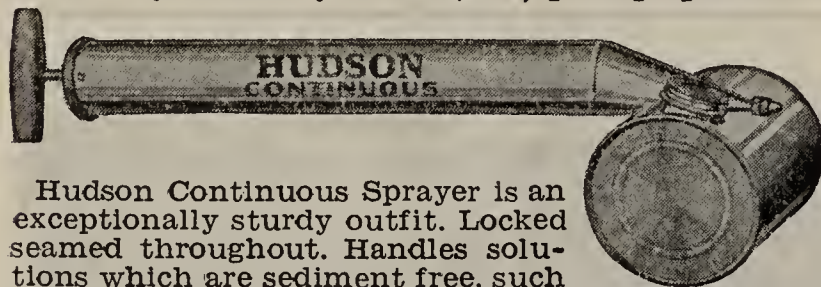 HUDSON
CONTINUOUS
Hudson Continuous Sprayer is an
exceptionally sturdy outfit. Locked
seamed throughout. Handles solu-
tions which are sediment free, such